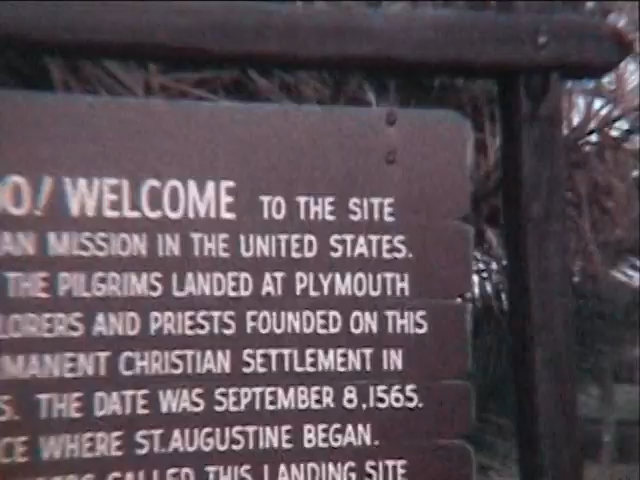 O! WELCOME TO THE SITE
AN MISSION IN THE UNITED STATES.
THE PILGRIMS LANDED AT PLYMOUTH
LORERS AND PRIESTS FOUNDED ON THIS
MANENT CHRISTIAN SETTLEMENT IN
S. THE DATE WAS SEPTEMBER 8, 1565.
CE WHERE ST. AUGUSTINE BEGAN.
CALLED THIS LANDING SITE